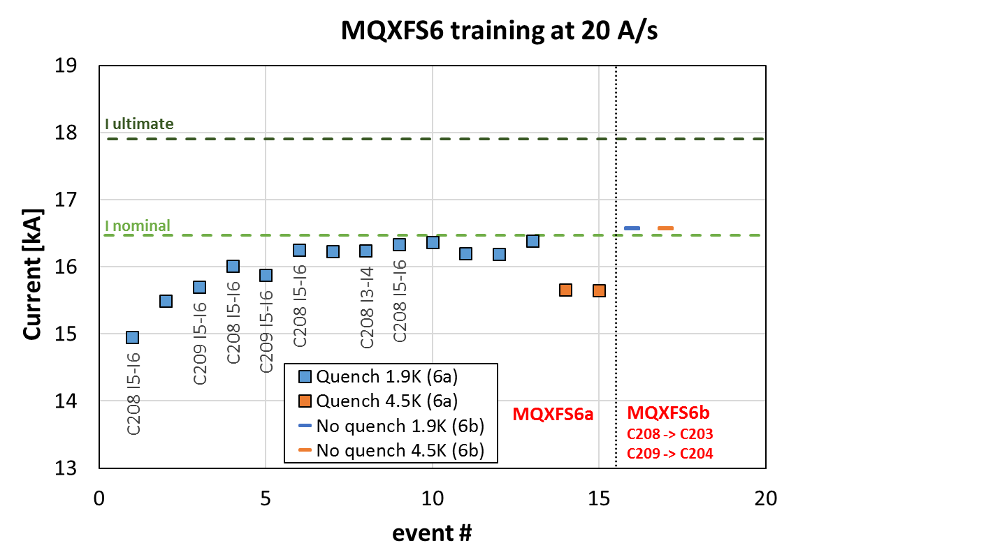 MQXFS6 training at 20 A/s
19
18
17
16
15
14
13
Current [kA]
I ultimate
I nominal
C208 I5-I6
C209 I5-I6
C208 I5-I6
C209 I5-I6
C208 I5-I6
C208 I3-I4
C208 I5-I6
Quench 1.9K (6a)
Quench 4.5K (6a)
No quench 1.9K (6b)
No quench 4.5K (6b)
MQXFS6a
MQXFS6b
C208 -> C203
C209 -> C204
0
5
10
15
20
event #